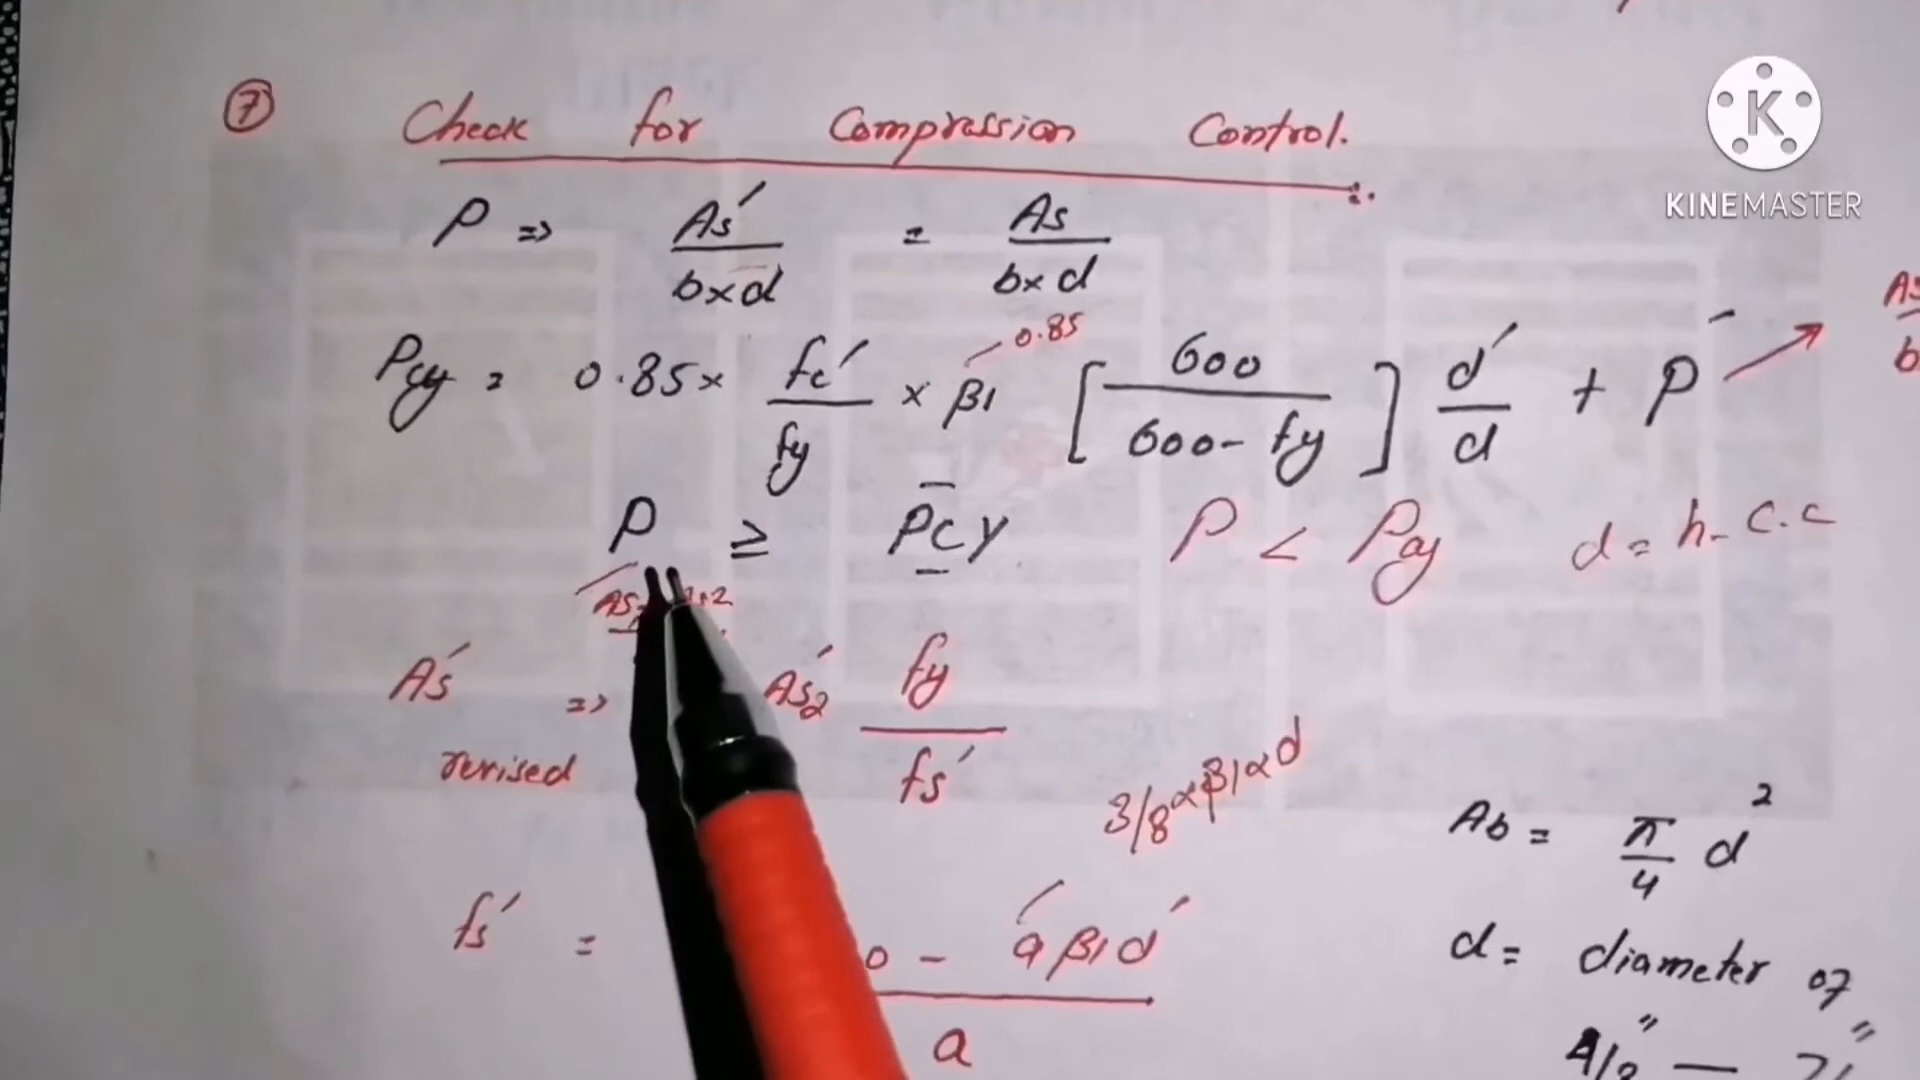 ⑦ Check for Compression Control.
K
KINEMASTER
ρ => As′ / b×d = As / b×d
ρcy = 0.85 × fc′ / fy × β1 [ 600 / 600 - fy ] d′ / d + ρ′
0.85
As
b
ρ ≥ ρcy ρ < ρcy d = h - c.c
As′ => As2′ fy / fs′
revised
3/8 × β1 × d
Ab = π/4 d²
fs′ = - a β1 d′ / a
d = diameter of